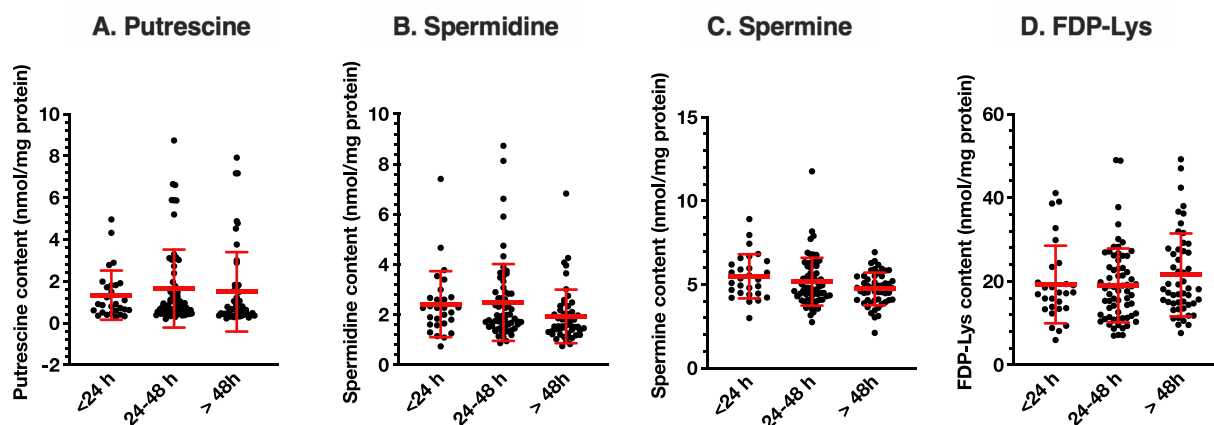 A. Putrescine
B. Spermidine
C. Spermine
D. FDP-Lys
Putrescine content (nmol/mg protein)
10
8
6
4
2
0
-2
<24 h
24-48 h
> 48h
Spermidine content (nmol/mg protein)
10
8
6
4
2
0
<24 h
24-48 h
> 48h
Spermine content (nmol/mg protein)
15
10
5
0
<24 h
24-48 h
> 48h
FDP-Lys content (nmol/mg protein)
60
40
20
0
<24 h
24-48 h
> 48h